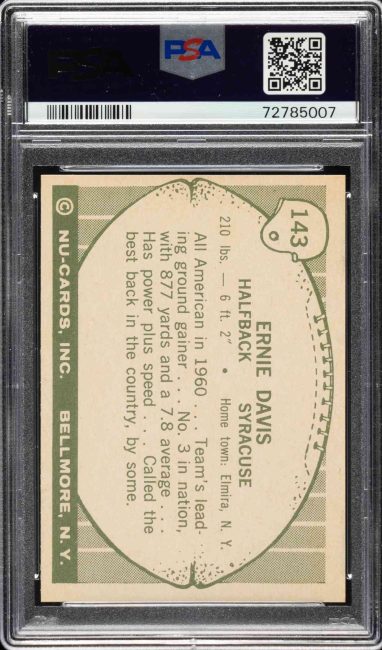 PSA
PSA
72785007
143
ERNIE DAVIS
HALFBACK SYRACUSE
210 lbs. — 6 ft. 2" • Home town: Elmira, N. Y.
All American in 1960 . . . Team's lead-
ing ground gainer . . . No. 3 in nation,
with 877 yards and a 7.8 average . . .
Has power plus speed . . . Called the
best back in the country, by some.
© NU-CARDS, INC. BELLMORE, N. Y.